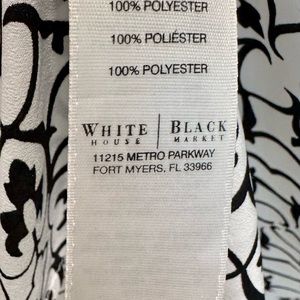 100% POLYESTER
100% POLIÉSTER
100% POLYESTER
WHITE | BLACK
HOUSE | MARKET
11215 METRO PARKWAY
FORT MYERS, FL 33966